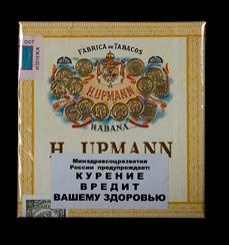 FABRICA DE TABACOS
H. UPMANN
HABANA
H. UPMANN
Минздравсоцразвития
России предупреждает:
КУРЕНИЕ
ВРЕДИТ
ВАШЕМУ ЗДОРОВЬЮ